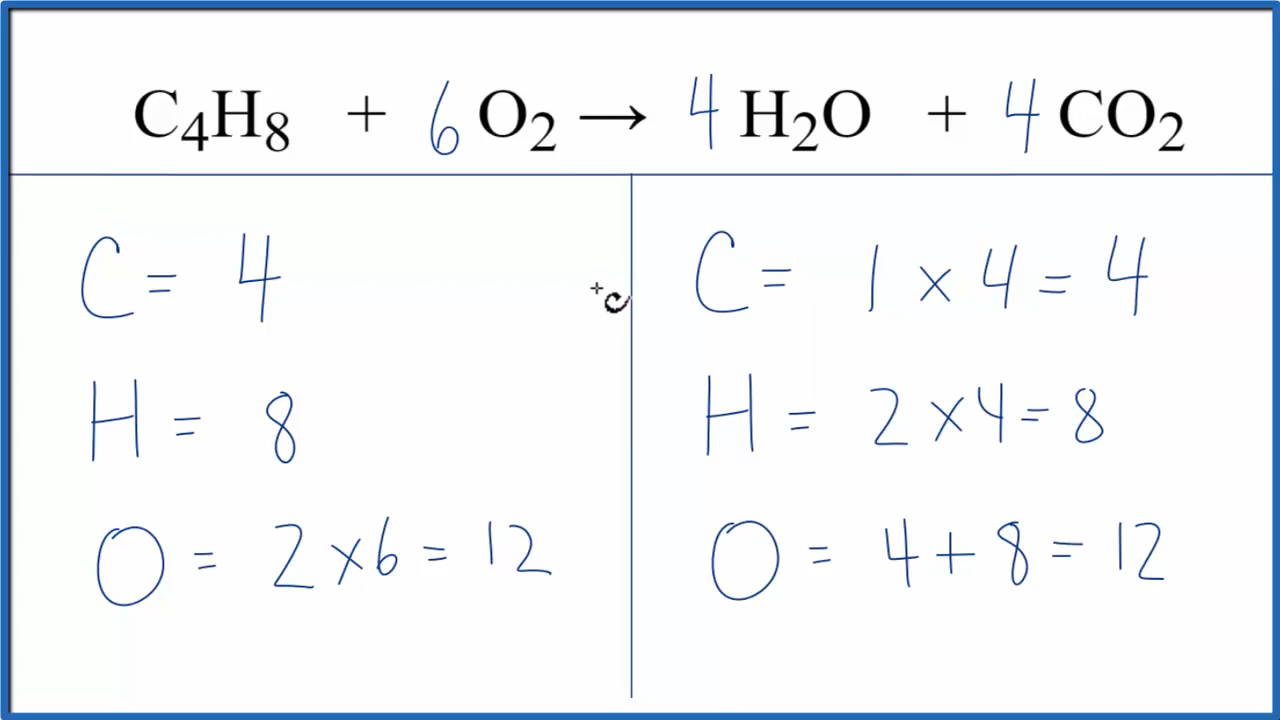 C₄H₈ + 6 O₂ → 4 H₂O + 4 CO₂
C = 4
H = 8
O = 2 × 6 = 12
C = 1 × 4 = 4
H = 2 × 4 = 8
O = 4 + 8 = 12